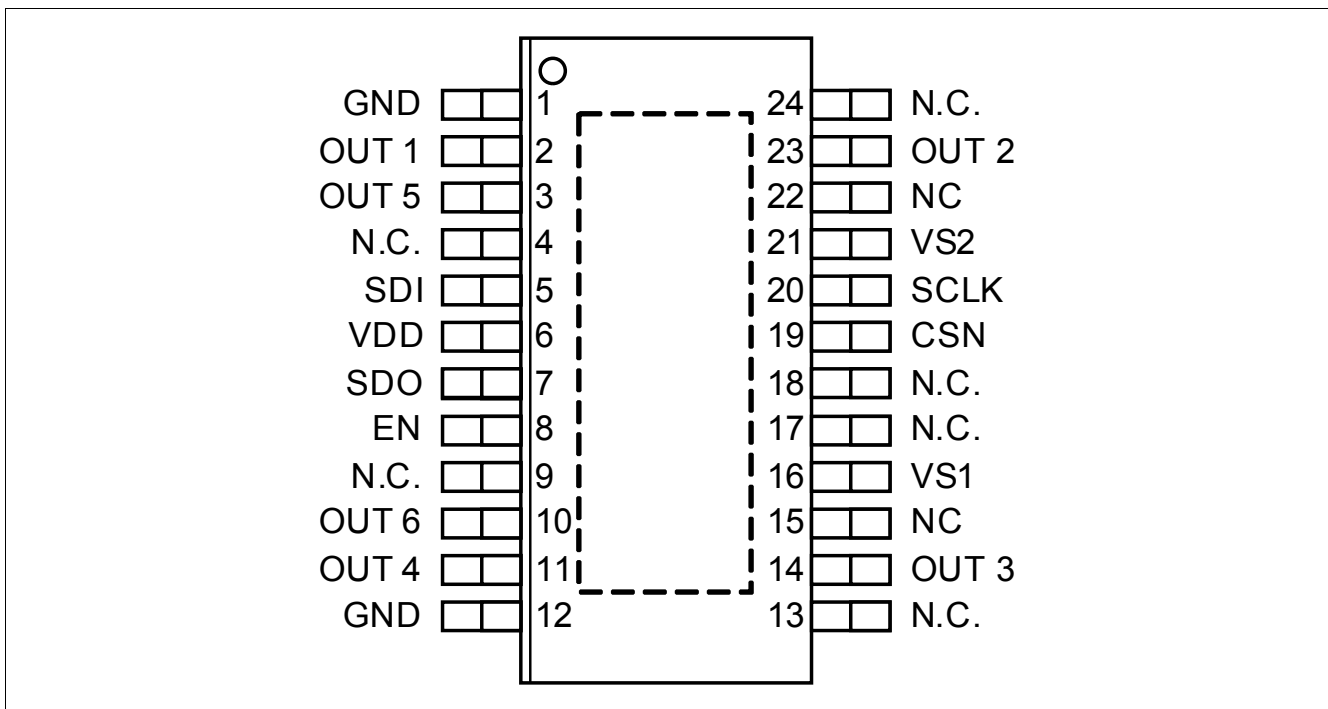 GND 1 24 N.C.
OUT 1 2 23 OUT 2
OUT 5 3 22 NC
N.C. 4 21 VS2
SDI 5 20 SCLK
VDD 6 19 CSN
SDO 7 18 N.C.
EN 8 17 N.C.
N.C. 9 16 VS1
OUT 6 10 15 NC
OUT 4 11 14 OUT 3
GND 12 13 N.C.